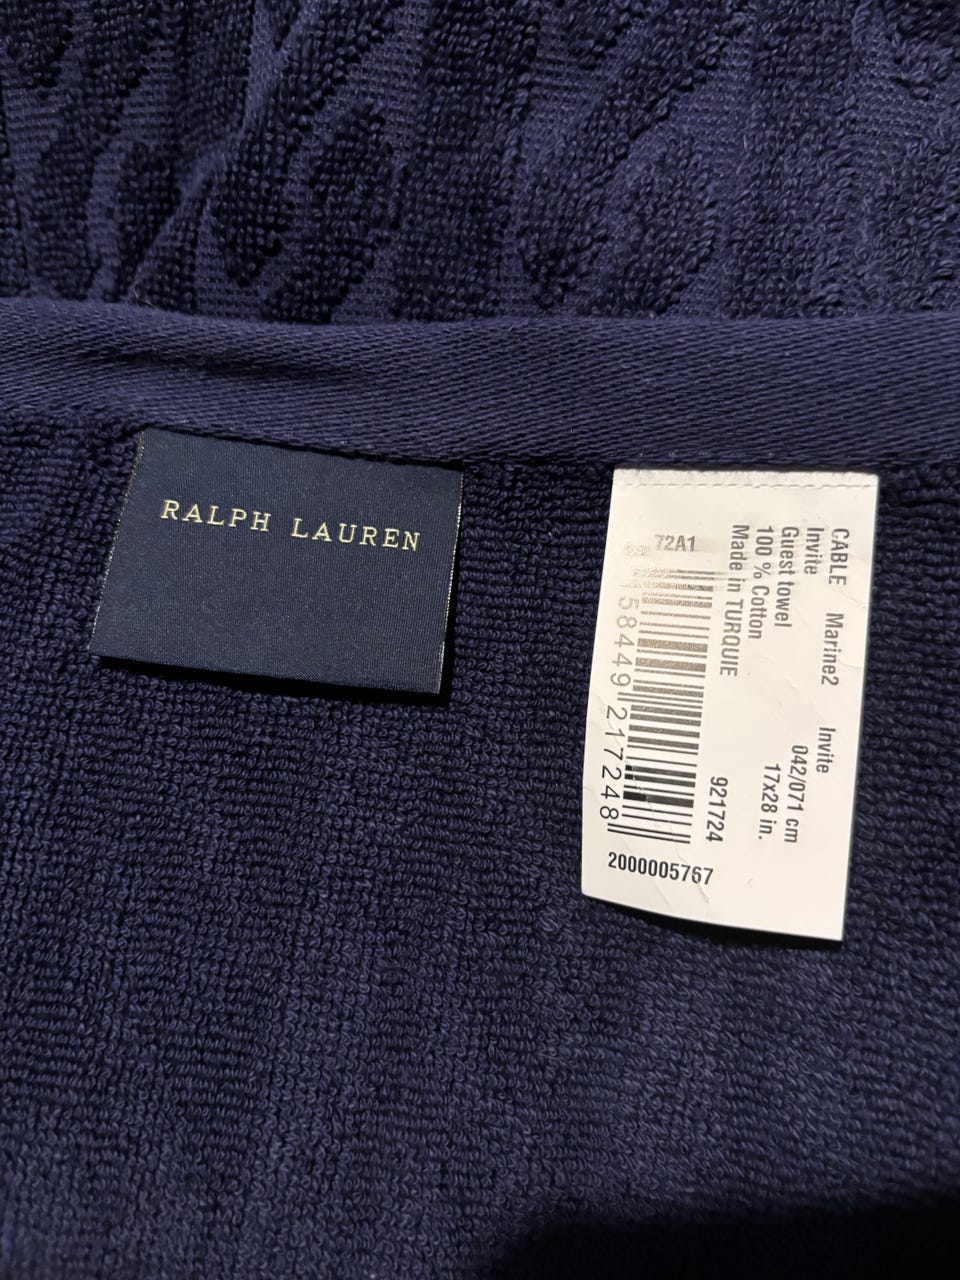 RALPH LAUREN
CABLE Marine2
Invite Invite
Guest towel 042/071 cm
100 % Cotton 17x28 in.
Made in TURQUIE
921724
72A1
58449 217248
2000005767